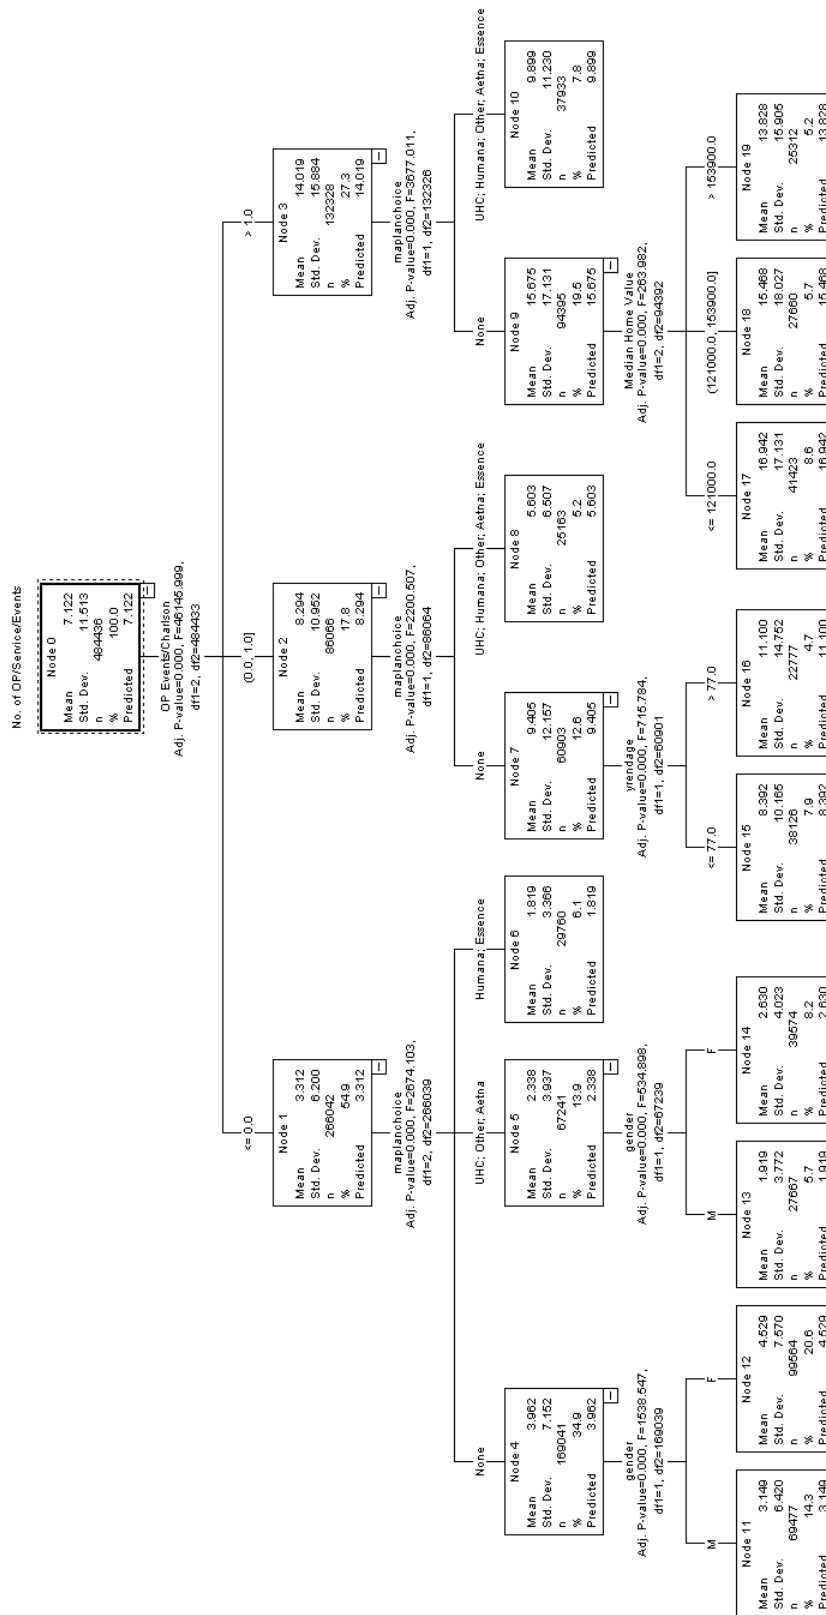 No. of OP/Service/Events
Node 0
Mean 7.122
Std. Dev. 11.513
n 484436
% 100.0
Predicted 7.122
OP Events/Charlson
Adj. P-value=0.000, F=46145.999,
df1=2, df2=484433
<= 0.0
(0.0, 1.0]
> 1.0
Node 1
Mean 3.312
Std. Dev. 6.200
n 266042
% 54.9
Predicted 3.312
maplanchoice
Adj. P-value=0.000, F=2674.103,
df1=2, df2=266039
Node 2
Mean 8.294
Std. Dev. 10.952
n 86066
% 17.8
Predicted 8.294
maplanchoice
Adj. P-value=0.000, F=2200.507,
df1=1, df2=86064
Node 3
Mean 14.019
Std. Dev. 15.884
n 132328
% 27.3
Predicted 14.019
maplanchoice
Adj. P-value=0.000, F=3677.011,
df1=1, df2=132326
None
UHC; Other; Aetna
Humana; Essence
None
UHC; Humana; Other; Aetna; Essence
None
UHC; Humana; Other; Aetna; Essence
Node 4
Mean 3.962
Std. Dev. 7.152
n 169041
% 34.9
Predicted 3.962
gender
Adj. P-value=0.000, F=1538.547,
df1=1, df2=169039
Node 5
Mean 2.338
Std. Dev. 3.937
n 67241
% 13.9
Predicted 2.338
gender
Adj. P-value=0.000, F=534.898,
df1=1, df2=67239
Node 6
Mean 1.819
Std. Dev. 3.366
n 29760
% 6.1
Predicted 1.819
Node 7
Mean 9.405
Std. Dev. 12.157
n 60903
% 12.6
Predicted 9.405
yrendage
Adj. P-value=0.000, F=715.784,
df1=1, df2=60901
Node 8
Mean 5.603
Std. Dev. 6.507
n 25163
% 5.2
Predicted 5.603
Node 9
Mean 15.675
Std. Dev. 17.131
n 94395
% 19.5
Predicted 15.675
Median Home Value
Adj. P-value=0.000, F=263.982,
df1=2, df2=94392
Node 10
Mean 9.899
Std. Dev. 11.230
n 37933
% 7.8
Predicted 9.899
M
F
M
F
<= 77.0
> 77.0
<= 121000.0
(121000.0, 153900.0]
> 153900.0
Node 11
Mean 3.149
Std. Dev. 6.420
n 69477
% 14.3
Predicted 3.149
Node 12
Mean 4.529
Std. Dev. 7.570
n 99564
% 20.6
Predicted 4.529
Node 13
Mean 1.919
Std. Dev. 3.772
n 27667
% 5.7
Predicted 1.919
Node 14
Mean 2.630
Std. Dev. 4.023
n 39574
% 8.2
Predicted 2.630
Node 15
Mean 8.392
Std. Dev. 10.165
n 38126
% 7.9
Predicted 8.392
Node 16
Mean 11.100
Std. Dev. 14.752
n 22777
% 4.7
Predicted 11.100
Node 17
Mean 16.942
Std. Dev. 17.131
n 41423
% 8.6
Predicted 16.942
Node 18
Mean 15.468
Std. Dev. 18.027
n 27660
% 5.7
Predicted 15.468
Node 19
Mean 13.828
Std. Dev. 15.905
n 25312
% 5.2
Predicted 13.828